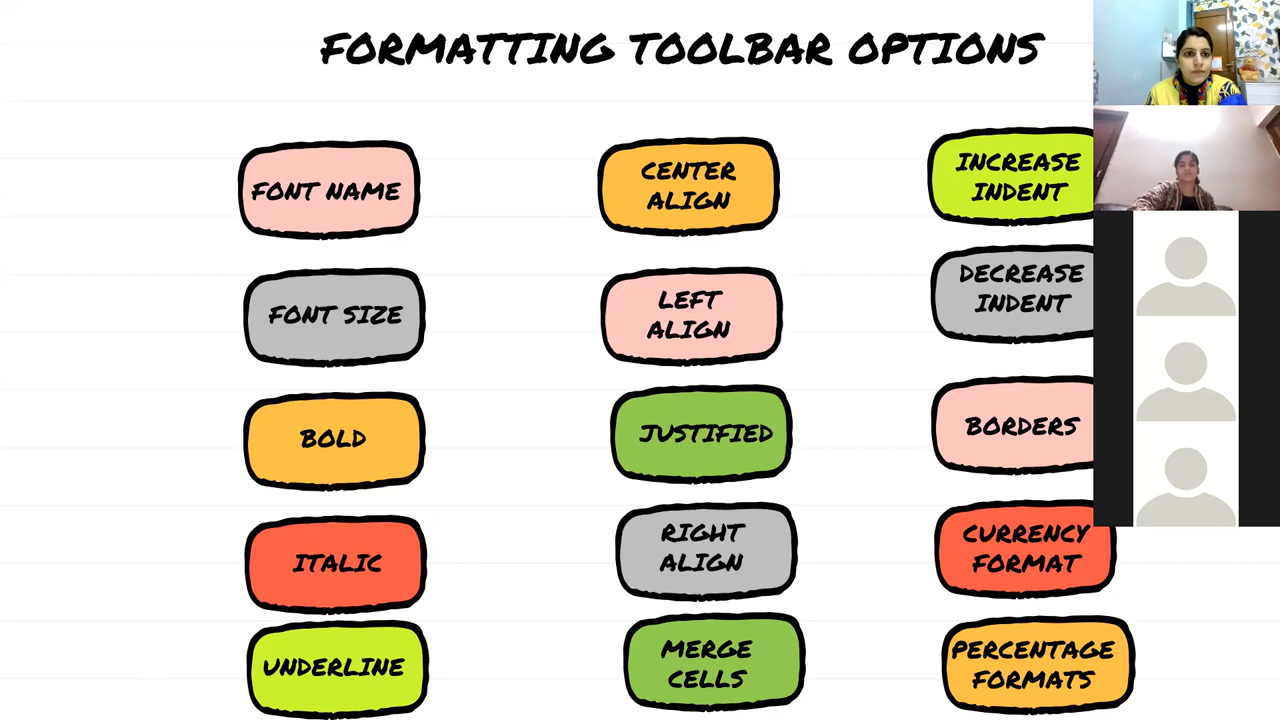 FORMATTING TOOLBAR OPTIONS
FONT NAME
FONT SIZE
BOLD
ITALIC
UNDERLINE
CENTER
ALIGN
LEFT
ALIGN
JUSTIFIED
RIGHT
ALIGN
MERGE
CELLS
INCREASE
INDENT
DECREASE
INDENT
BORDERS
CURRENCY
FORMAT
PERCENTAGE
FORMATS